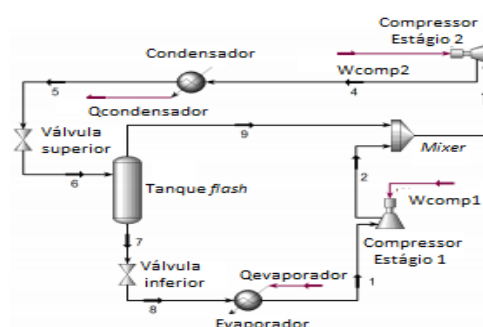 Compressor
Estágio 2
Condensador
Wcomp2
5
4
Qcondensador
Válvula
superior
9
Mixer
6
Tanque flash
2
Wcomp1
7
Compressor
Estágio 1
Válvula
inferior
Qevaporador
1
8
Evaporador